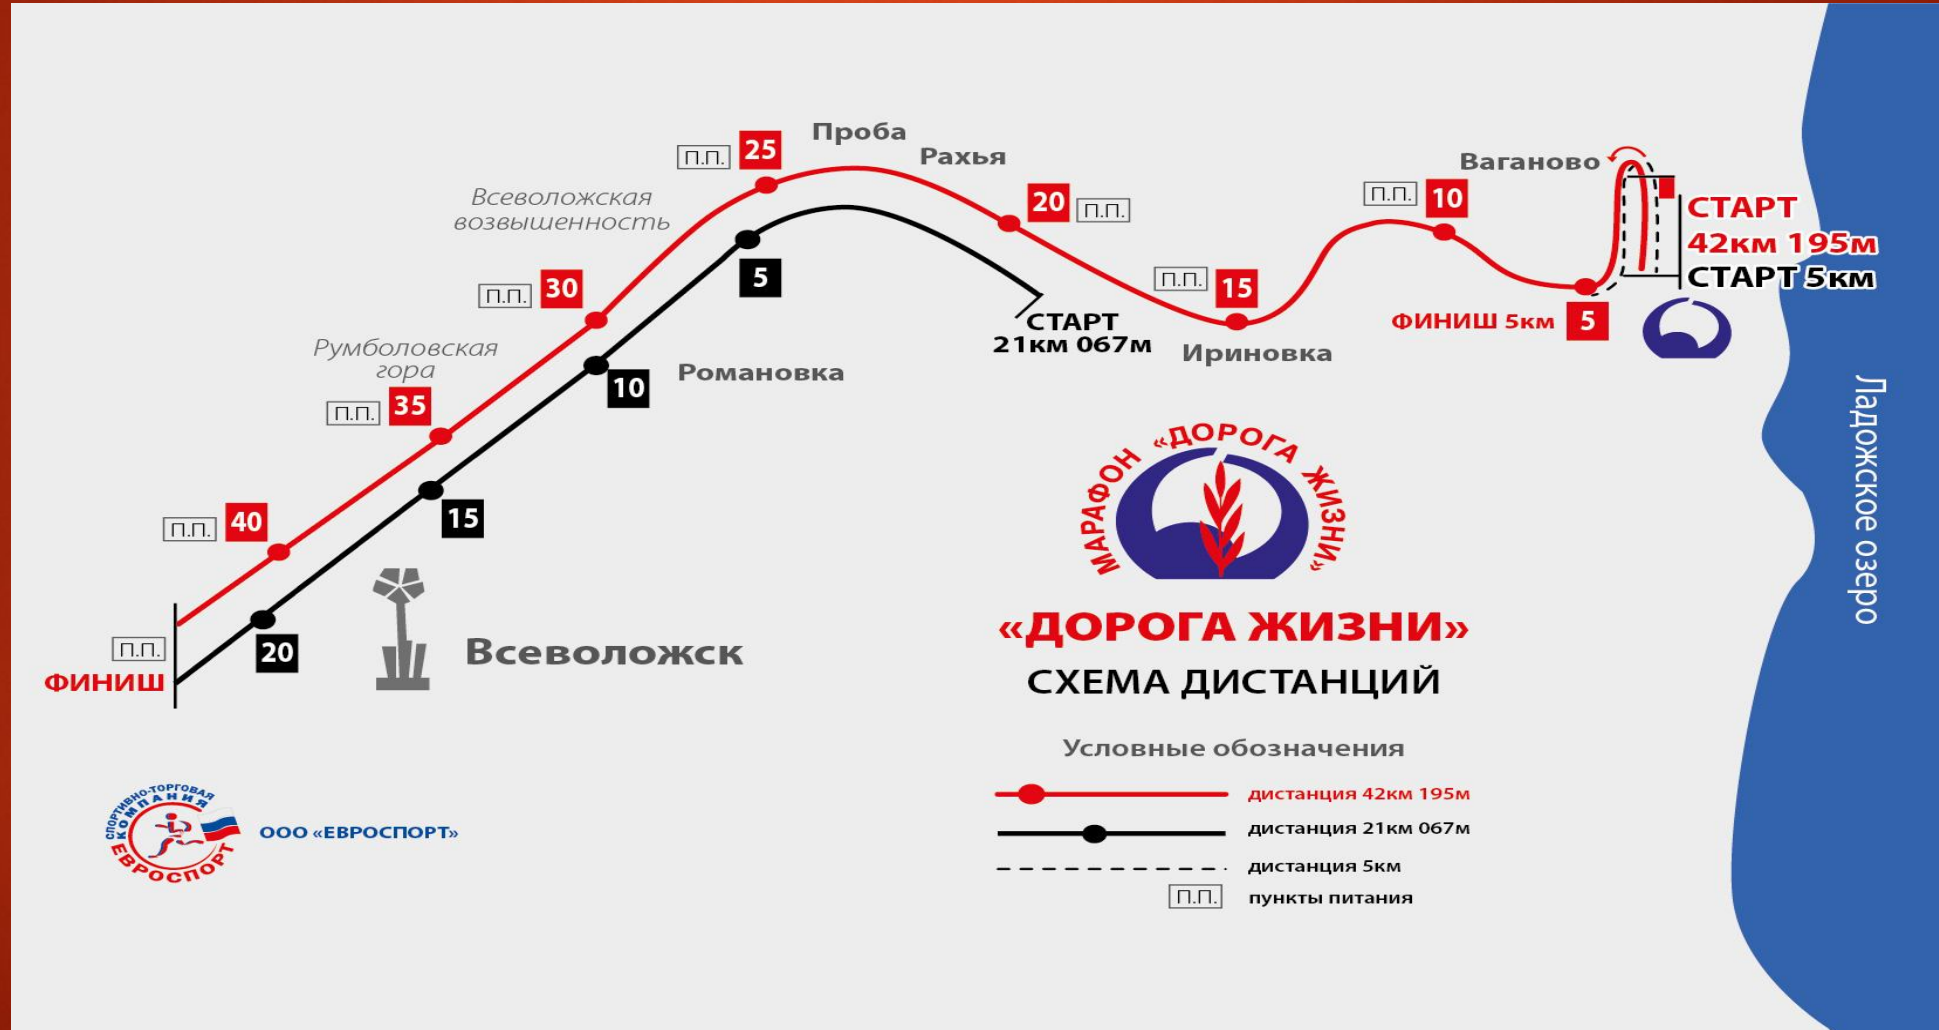 Проба
Рахья
П.П.
25
Всеволожская
возвышенность
20
П.П.
Ваганово
П.П.
10
СТАРТ
42км 195м
СТАРТ 5км
П.П.
30
5
П.П.
15
СТАРТ
21км 067м
Ириновка
ФИНИШ 5км
5
Румболовская
гора
П.П.
35
10
Романовка
Ладожское озеро
П.П.
40
15
МАРАФОН «ДОРОГА ЖИЗНИ»
П.П.
ФИНИШ
20
Всеволожск
«ДОРОГА ЖИЗНИ»
СХЕМА ДИСТАНЦИЙ
Условные обозначения
дистанция 42км 195м
дистанция 21км 067м
дистанция 5км
П.П.
пункты питания
СПОРТИВНО-ТОРГОВАЯ
КОМПАНИЯ
ЕВРОСПОРТ
ООО «ЕВРОСПОРТ»